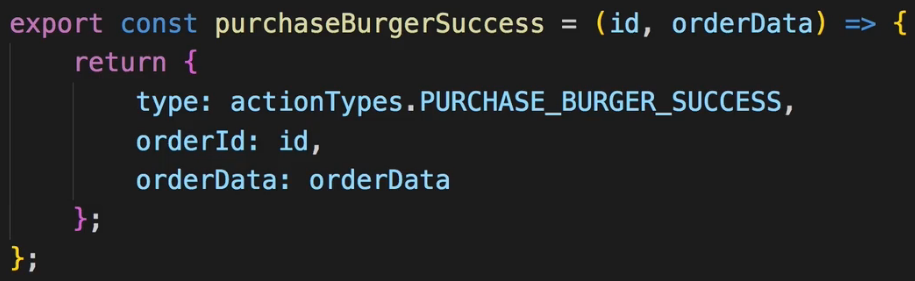 export const purchaseBurgerSuccess = (id, orderData) => {
    return {
        type: actionTypes.PURCHASE_BURGER_SUCCESS,
        orderId: id,
        orderData: orderData
    };
};